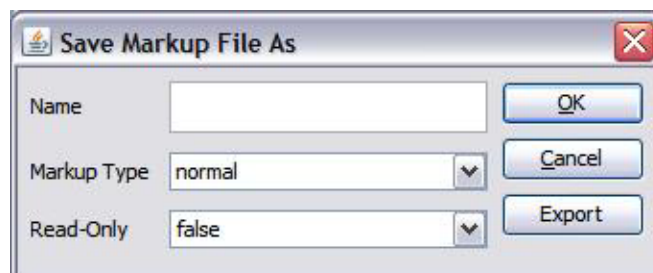 Save Markup File As
Name
OK
Markup Type normal
Cancel
Read-Only false
Export